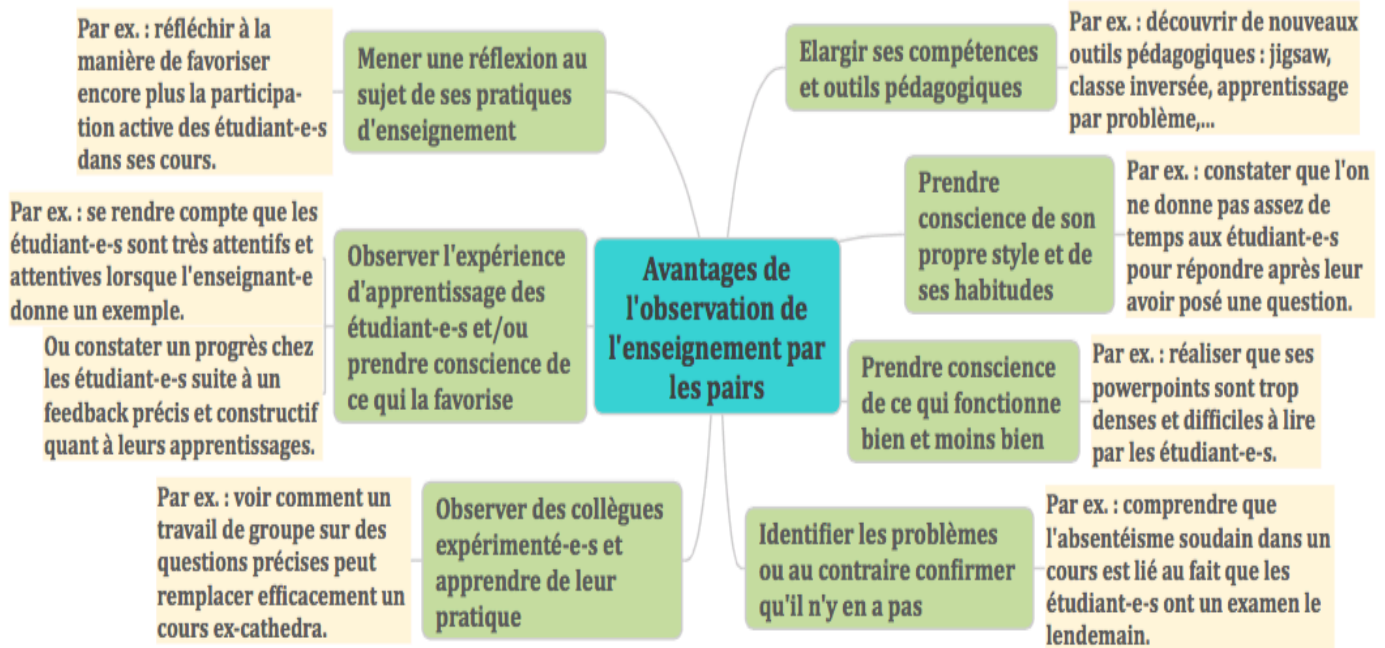 Avantages de
l'observation de
l'enseignement par
les pairs
Mener une réflexion au
sujet de ses pratiques
d'enseignement
Par ex. : réfléchir à la
manière de favoriser
encore plus la participa-
tion active des étudiant-e-s
dans ses cours.
Observer l'expérience
d'apprentissage des
étudiant-e-s et/ou
prendre conscience de
ce qui la favorise
Par ex. : se rendre compte que les
étudiant-e-s sont très attentifs et
attentives lorsque l'enseignant-e
donne un exemple.
Ou constater un progrès chez
les étudiant-e-s suite à un
feedback précis et constructif
quant à leurs apprentissages.
Observer des collègues
expérimenté-e-s et
apprendre de leur
pratique
Par ex. : voir comment un
travail de groupe sur des
questions précises peut
remplacer efficacement un
cours ex-cathedra.
Elargir ses compétences
et outils pédagogiques
Par ex. : découvrir de nouveaux
outils pédagogiques : jigsaw,
classe inversée, apprentissage
par problème,...
Prendre
conscience de son
propre style et de
ses habitudes
Par ex. : constater que l'on
ne donne pas assez de
temps aux étudiant-e-s
pour répondre après leur
avoir posé une question.
Prendre conscience
de ce qui fonctionne
bien et moins bien
Par ex. : réaliser que ses
powerpoints sont trop
denses et difficiles à lire
par les étudiant-e-s.
Identifier les problèmes
ou au contraire confirmer
qu'il n'y en a pas
Par ex. : comprendre que
l'absentéisme soudain dans un
cours est lié au fait que les
étudiant-e-s ont un examen le
lendemain.